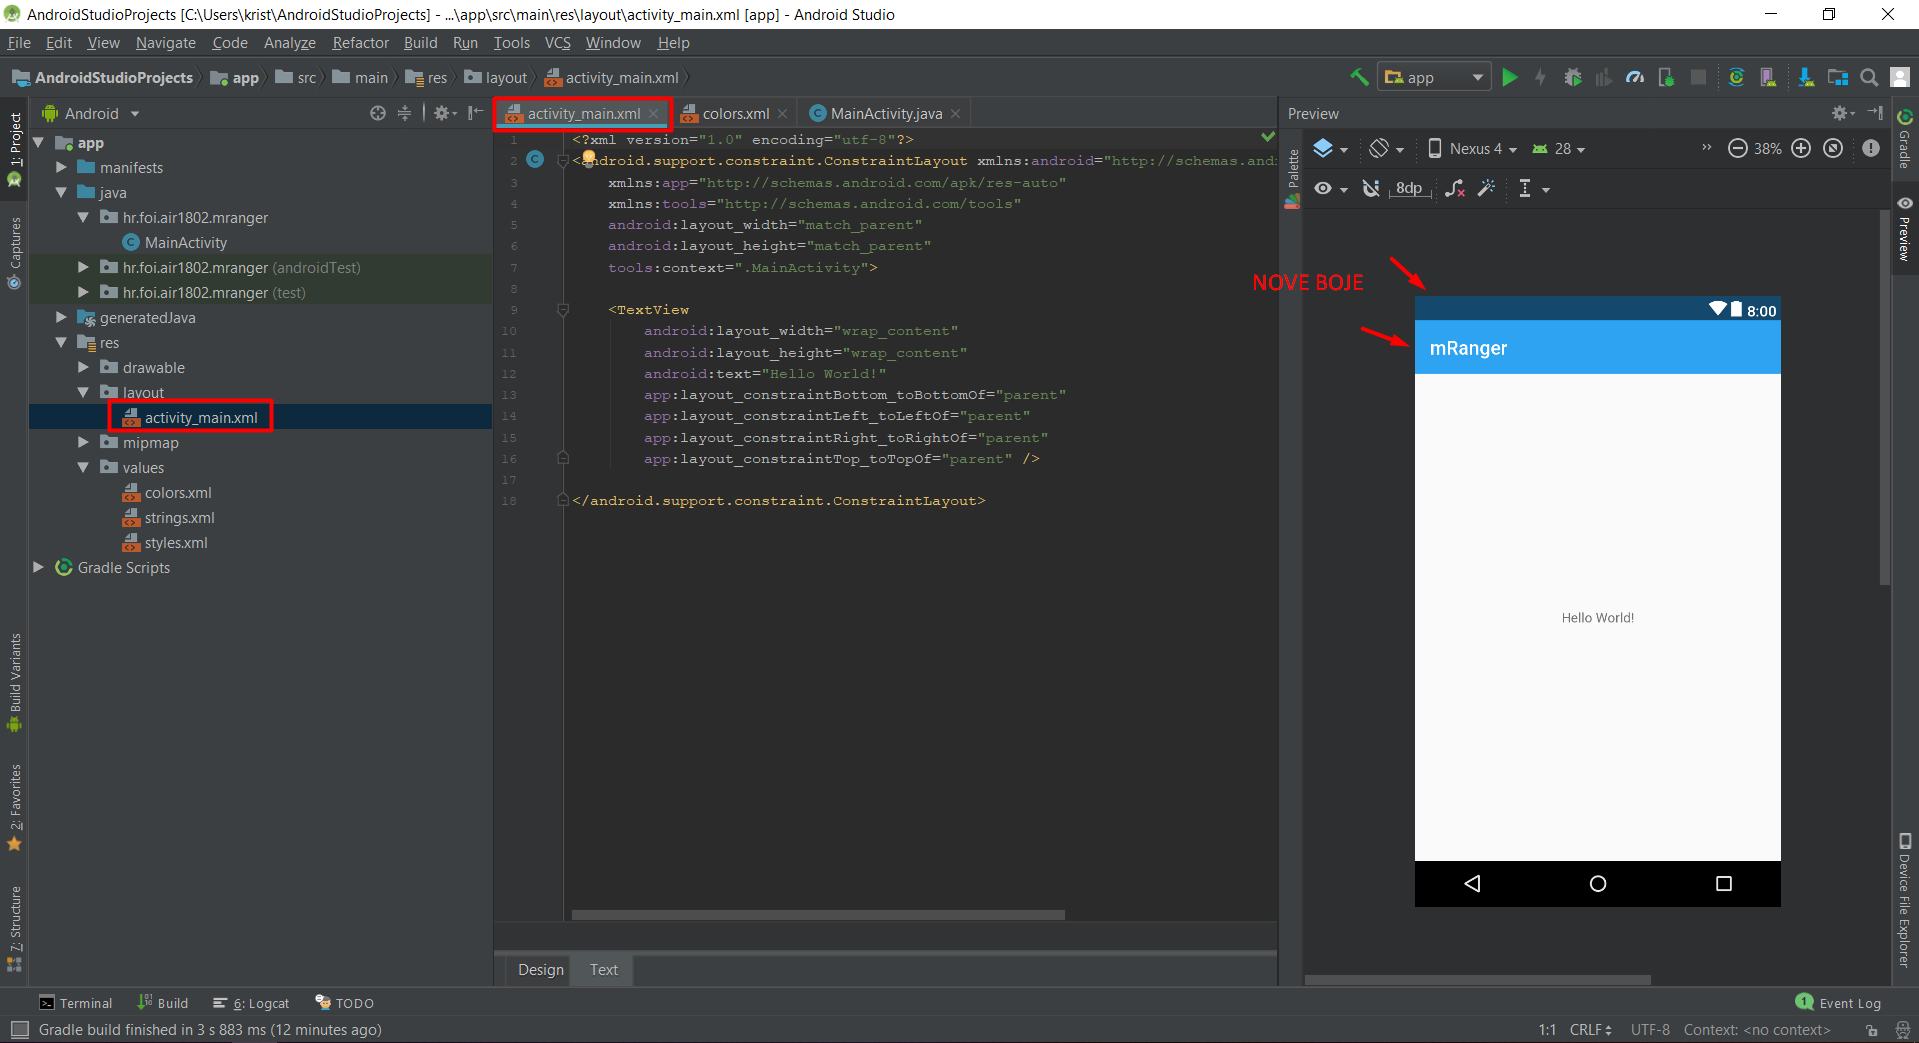 AndroidStudioProjects [C:\Users\krist\AndroidStudioProjects] - ...\app\src\main\res\layout\activity_main.xml [app] - Android Studio
File Edit View Navigate Code Analyze Refactor Build Run Tools VCS Window Help
AndroidStudioProjects app src main res layout activity_main.xml
app
Android
activity_main.xml colors.xml MainActivity.java
Preview
1: Project
Captures
Build Variants
2: Favorites
7: Structure
app
manifests
java
hr.foi.air1802.mranger
MainActivity
hr.foi.air1802.mranger (androidTest)
hr.foi.air1802.mranger (test)
generatedJava
res
drawable
layout
activity_main.xml
mipmap
values
colors.xml
strings.xml
styles.xml
Gradle Scripts
1 <?xml version="1.0" encoding="utf-8"?>
2 <android.support.constraint.ConstraintLayout xmlns:android="http://schemas.and
3 xmlns:app="http://schemas.android.com/apk/res-auto"
4 xmlns:tools="http://schemas.android.com/tools"
5 android:layout_width="match_parent"
6 android:layout_height="match_parent"
7 tools:context=".MainActivity">
8
9 <TextView
10 android:layout_width="wrap_content"
11 android:layout_height="wrap_content"
12 android:text="Hello World!"
13 app:layout_constraintBottom_toBottomOf="parent"
14 app:layout_constraintLeft_toLeftOf="parent"
15 app:layout_constraintRight_toRightOf="parent"
16 app:layout_constraintTop_toTopOf="parent" />
17
18 </android.support.constraint.ConstraintLayout>
Design Text
Palette
Nexus 4 28 38%
8dp
NOVE BOJE
8:00
mRanger
Hello World!
Gradle
Preview
Device File Explorer
Terminal Build 6: Logcat TODO
1 Event Log
Gradle build finished in 3 s 883 ms (12 minutes ago)
1:1 CRLF UTF-8 Context: <no context>